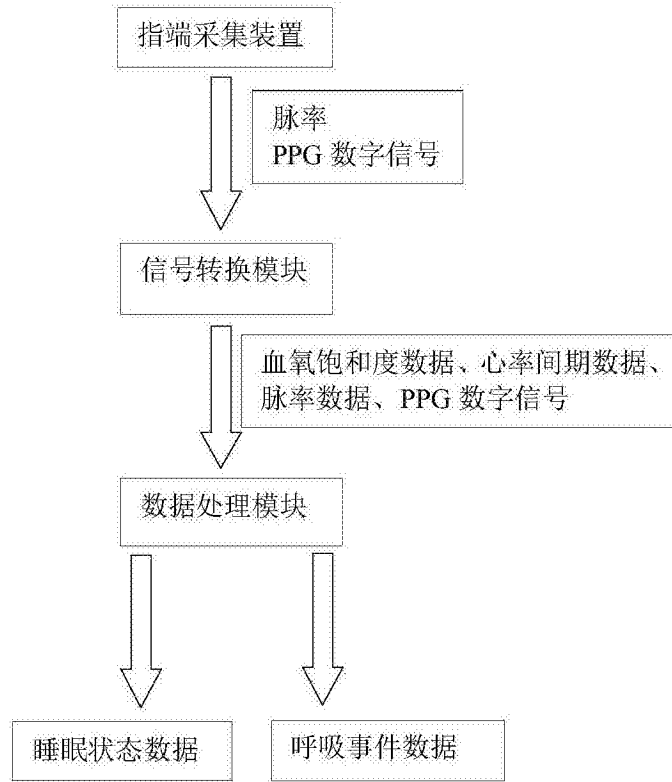 指端采集装置
脉率
PPG 数字信号
信号转换模块
血氧饱和度数据、心率间期数据、
脉率数据、PPG 数字信号
数据处理模块
睡眠状态数据
呼吸事件数据